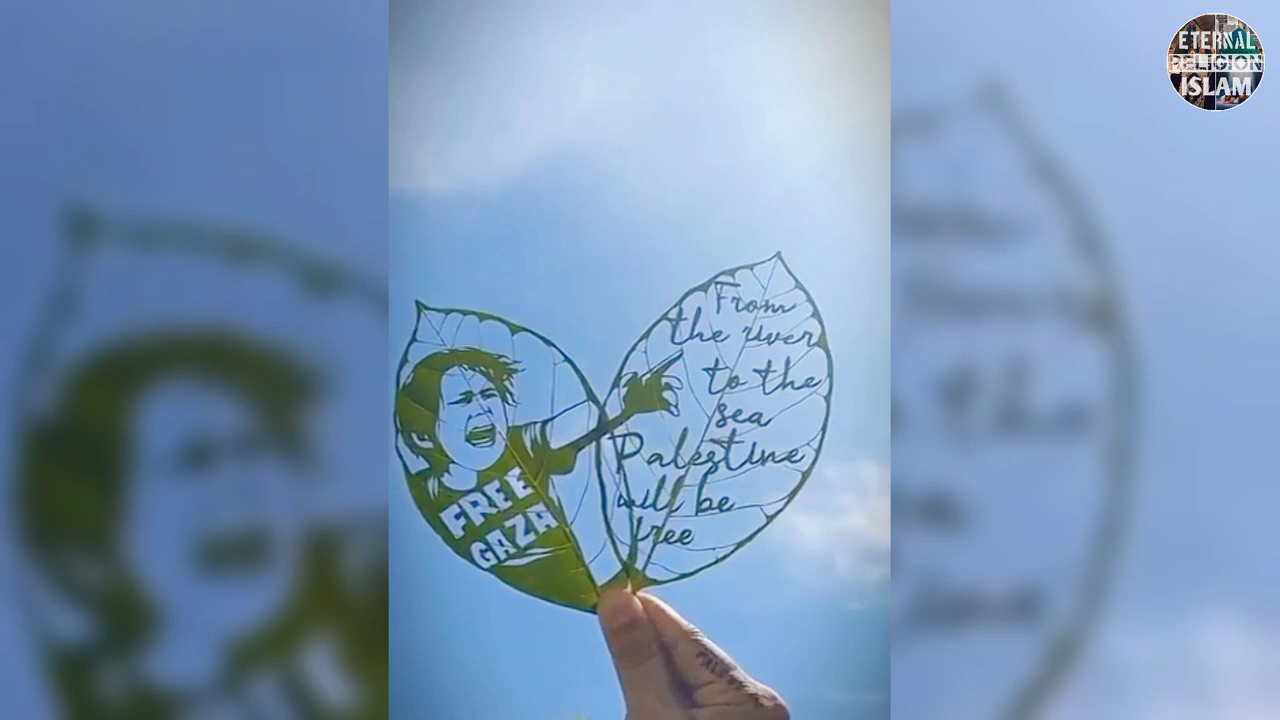 ETERNAL
RELIGION
ISLAM
From
the river
to the
sea
Palestine
will be
free
FREE
GAZA